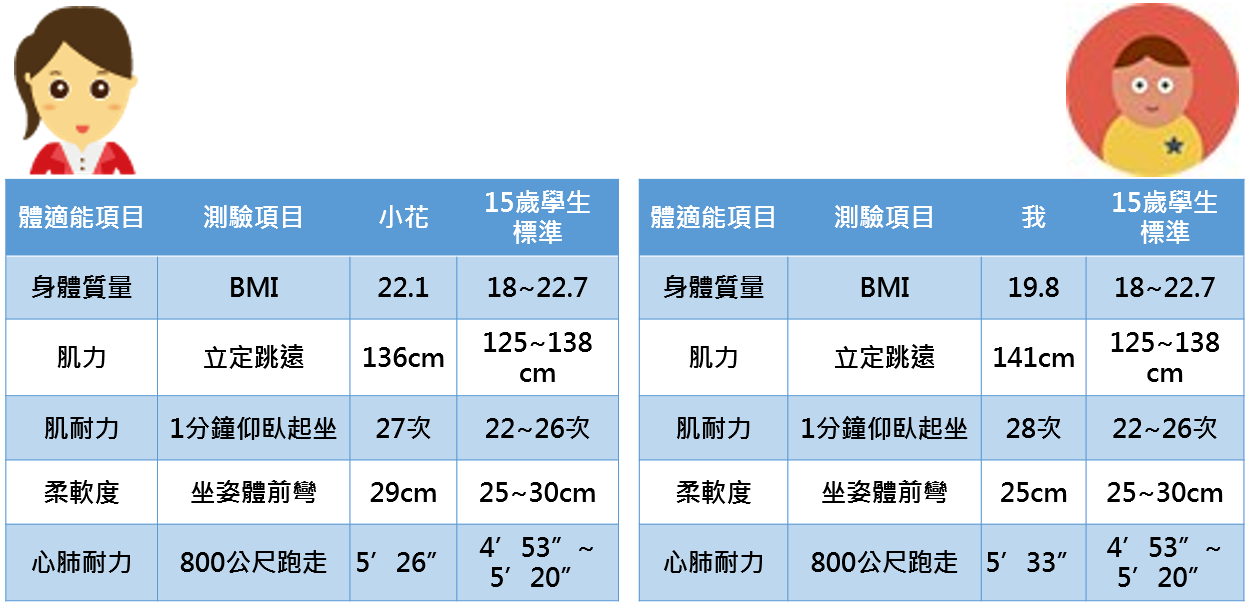 體適能項目 測驗項目 小花 15歲學生
標準
身體質量 BMI 22.1 18~22.7
肌力 立定跳遠 136cm 125~138
cm
肌耐力 1分鐘仰臥起坐 27次 22~26次
柔軟度 坐姿體前彎 29cm 25~30cm
心肺耐力 800公尺跑走 5’26” 4’53”~
5’20”
體適能項目 測驗項目 我 15歲學生
標準
身體質量 BMI 19.8 18~22.7
肌力 立定跳遠 141cm 125~138
cm
肌耐力 1分鐘仰臥起坐 28次 22~26次
柔軟度 坐姿體前彎 25cm 25~30cm
心肺耐力 800公尺跑走 5’33” 4’53”~
5’20”